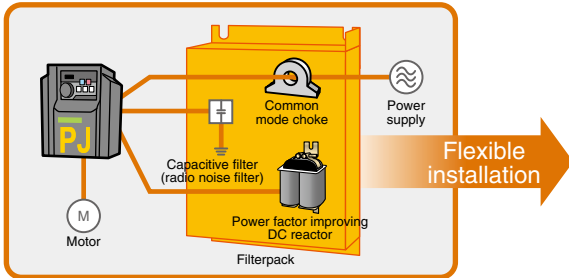 PJ
M
Motor
Common
mode choke
Power
supply
Capacitive filter
(radio noise filter)
Power factor improving
DC reactor
Filterpack
Flexible
installation